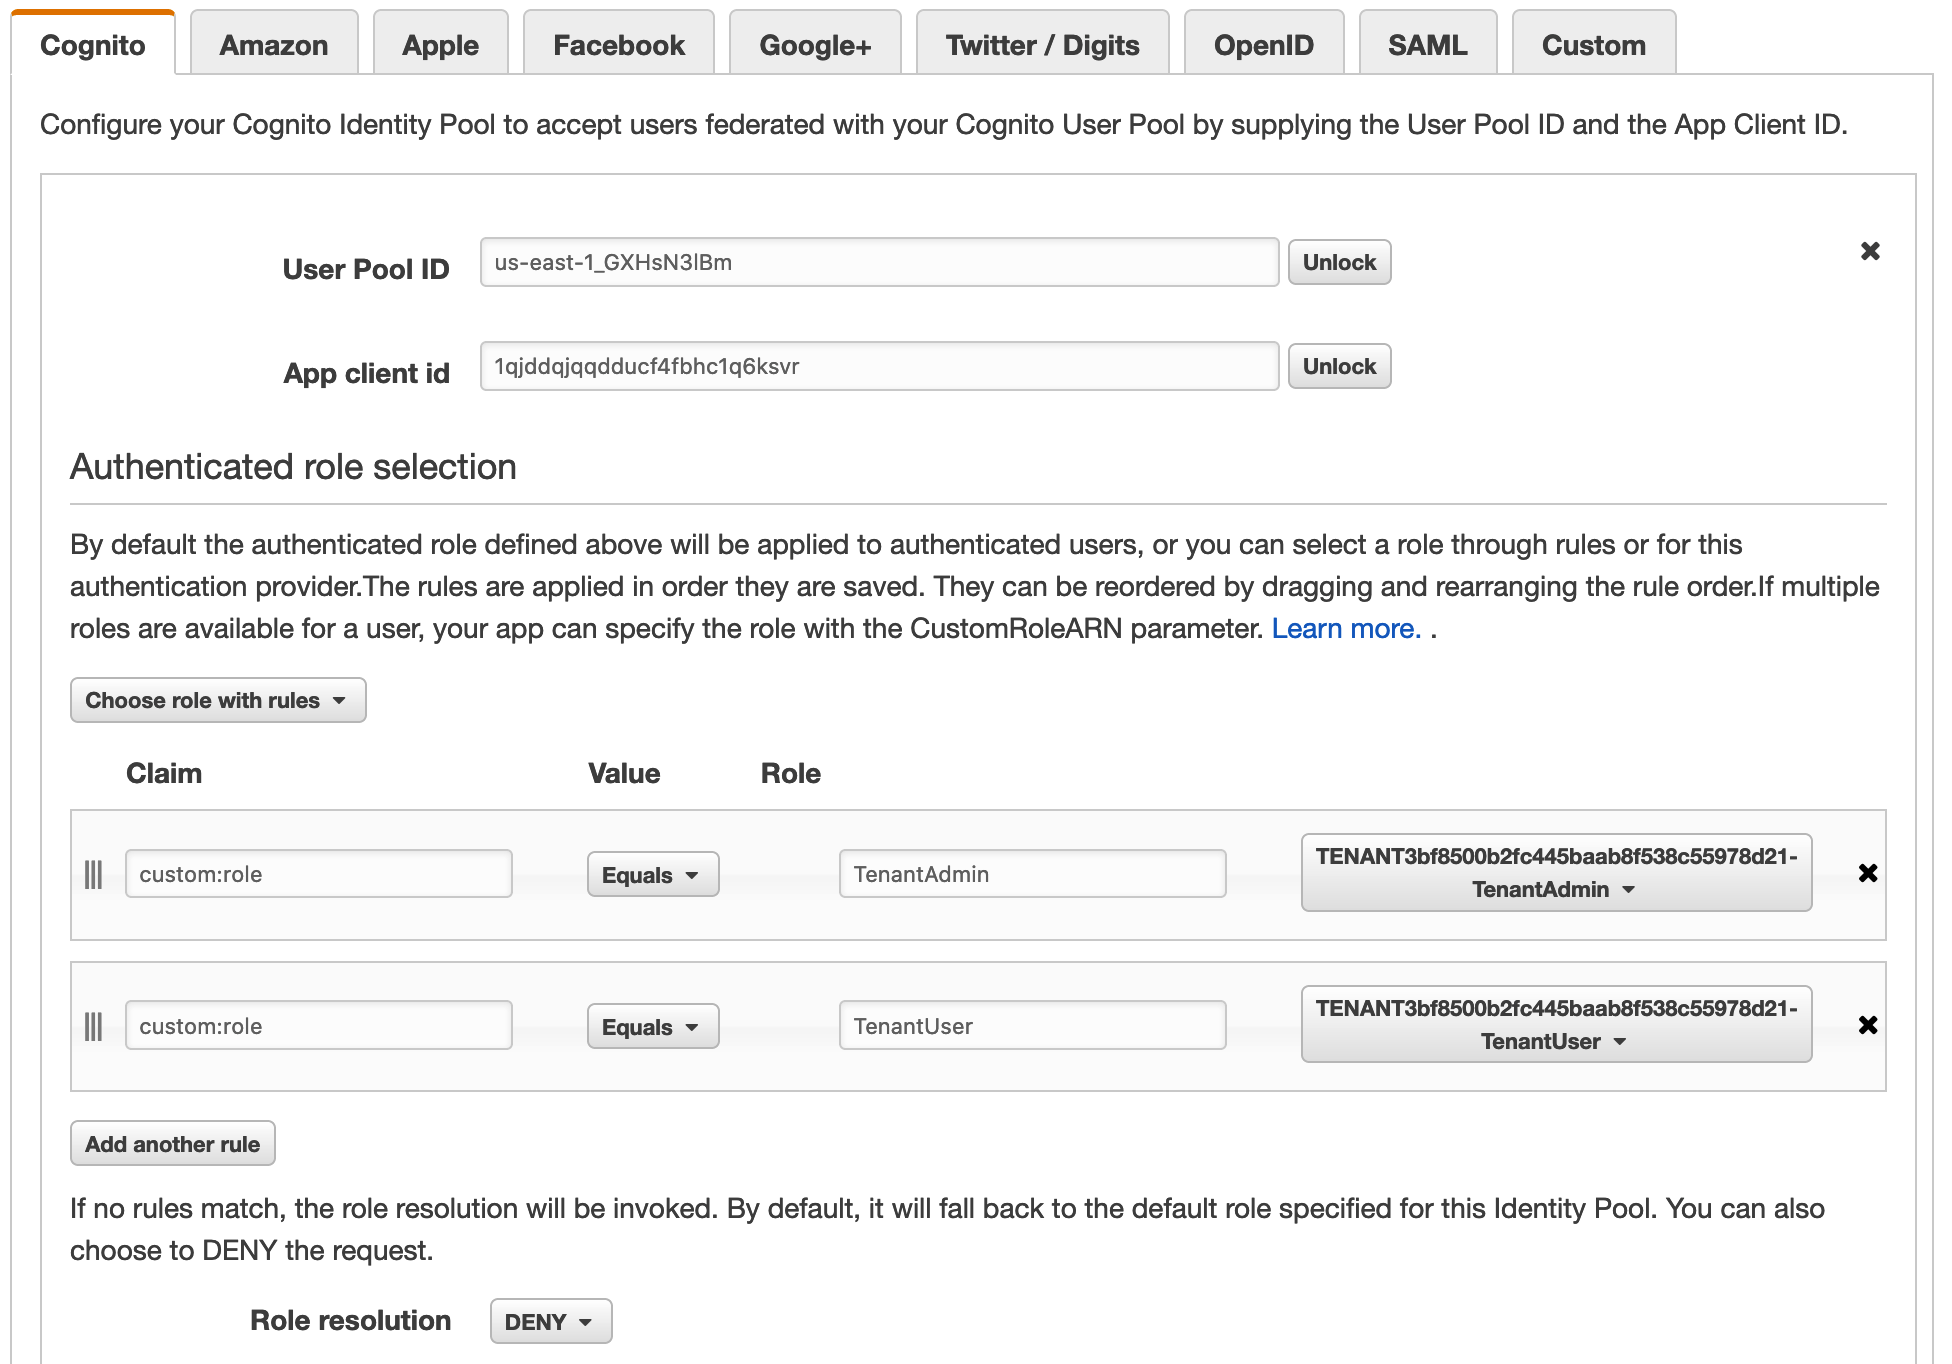 Cognito Amazon Apple Facebook Google+ Twitter / Digits OpenID SAML Custom
Configure your Cognito Identity Pool to accept users federated with your Cognito User Pool by supplying the User Pool ID and the App Client ID.
User Pool ID us-east-1_GXHsN3lBm Unlock
App client id 1qjddqjqqdducf4fbhc1q6ksvr Unlock
Authenticated role selection
By default the authenticated role defined above will be applied to authenticated users, or you can select a role through rules or for this
authentication provider.The rules are applied in order they are saved. They can be reordered by dragging and rearranging the rule order.If multiple
roles are available for a user, your app can specify the role with the CustomRoleARN parameter. Learn more. .
Choose role with rules
Claim Value Role
custom:role Equals TenantAdmin TENANT3bf8500b2fc445baab8f538c55978d21-
TenantAdmin
custom:role Equals TenantUser TENANT3bf8500b2fc445baab8f538c55978d21-
TenantUser
Add another rule
If no rules match, the role resolution will be invoked. By default, it will fall back to the default role specified for this Identity Pool. You can also
choose to DENY the request.
Role resolution DENY